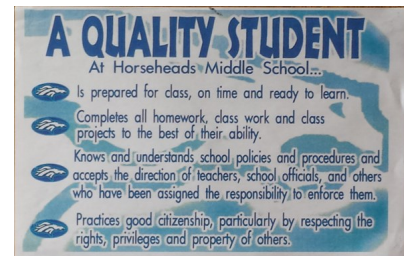 A QUALITY STUDENT
At Horseheads Middle School...
Is prepared for class, on time and ready to learn.
Completes all homework, class work and class
projects to the best of their ability.
Knows and understands school policies and procedures and
accepts the direction of teachers, school officials, and others
who have been assigned the responsibility to enforce them.
Practices good citizenship, particularly by respecting the
rights, privileges and property of others.